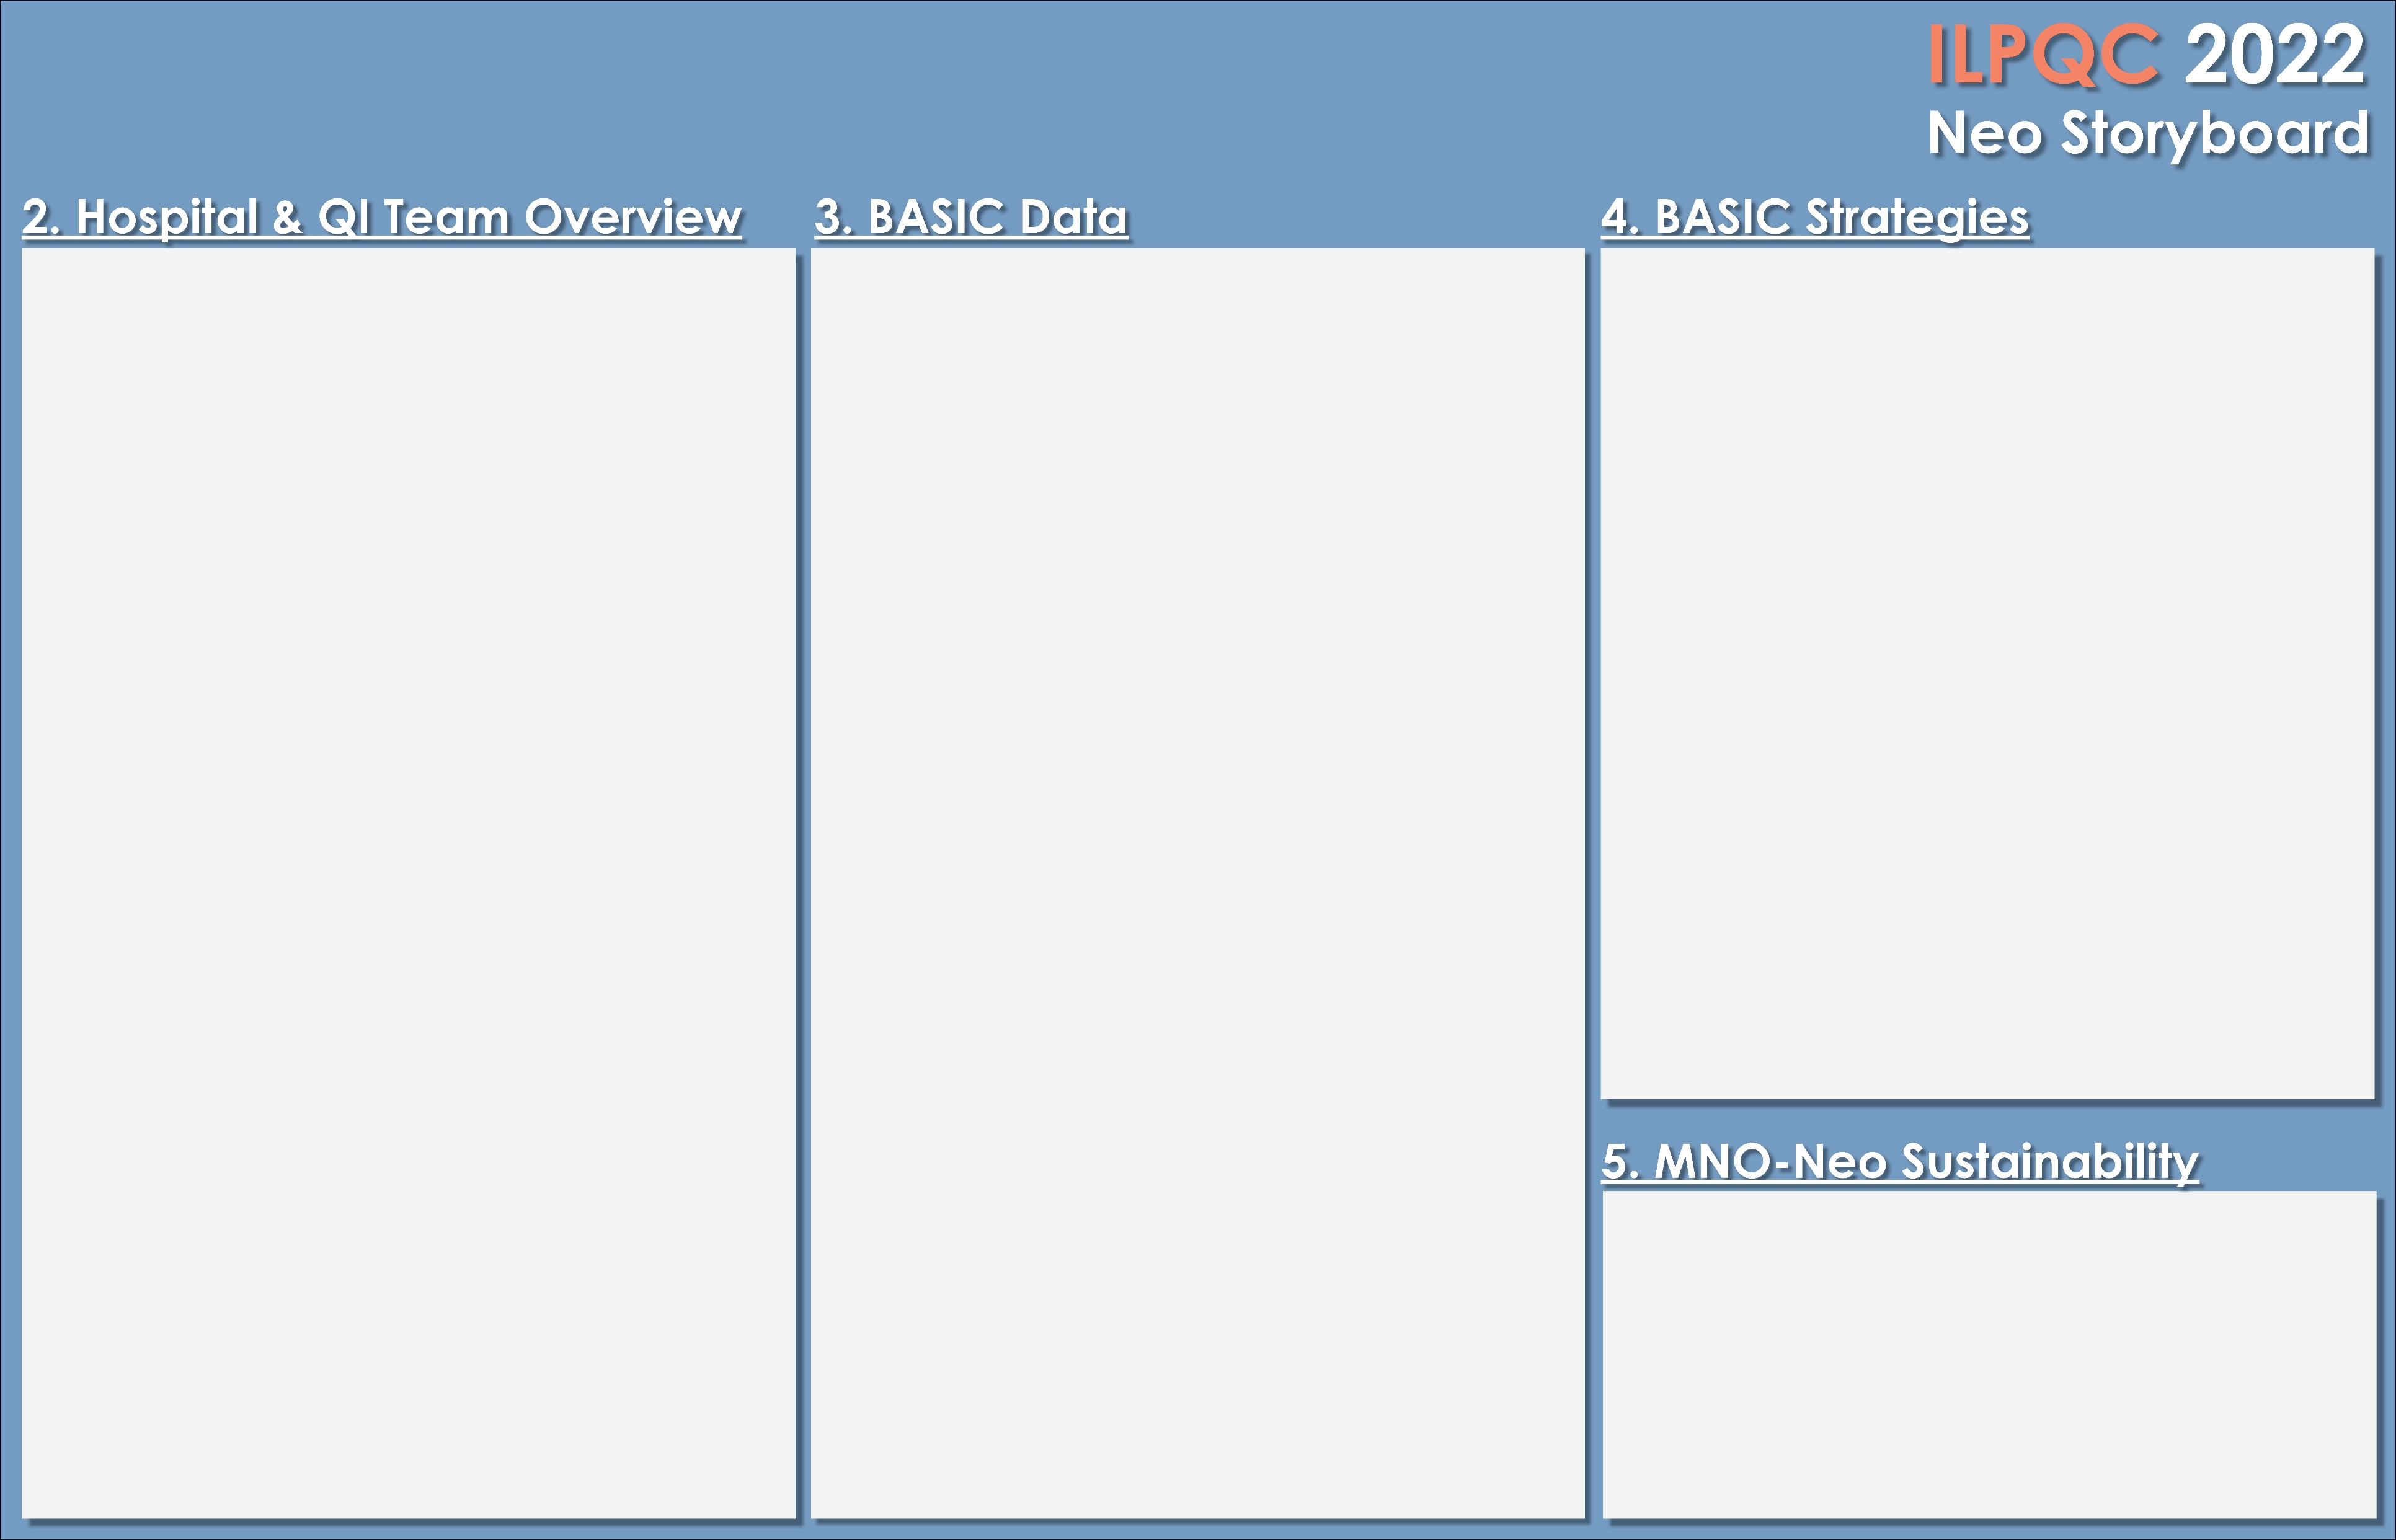 ILPQC 2022
Neo Storyboard
2. Hospital & QI Team Overview
3. BASIC Data
4. BASIC Strategies
5. MNO-Neo Sustainability